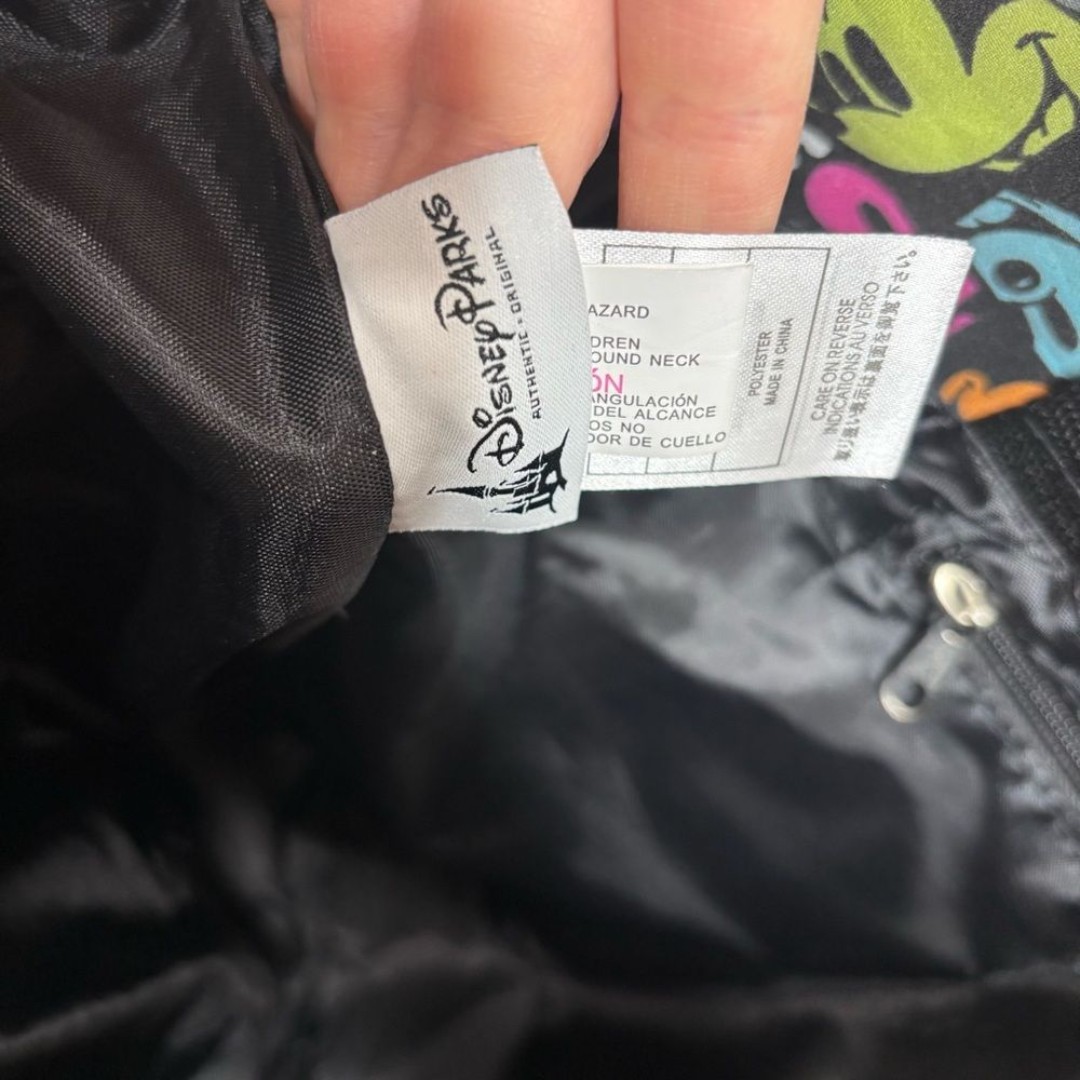 DISNEY PARKS
AUTHENTIC • ORIGINAL
AZARD
DREN
OUND NECK
ÓN
ANGULACIÓN
DEL ALCANCE
OS NO
DOR DE CUELLO
POLYESTER
MADE IN CHINA
CARE ON REVERSE
INDICATIONS AU VERSO
取り扱い表示は裏面を御覧下さい。